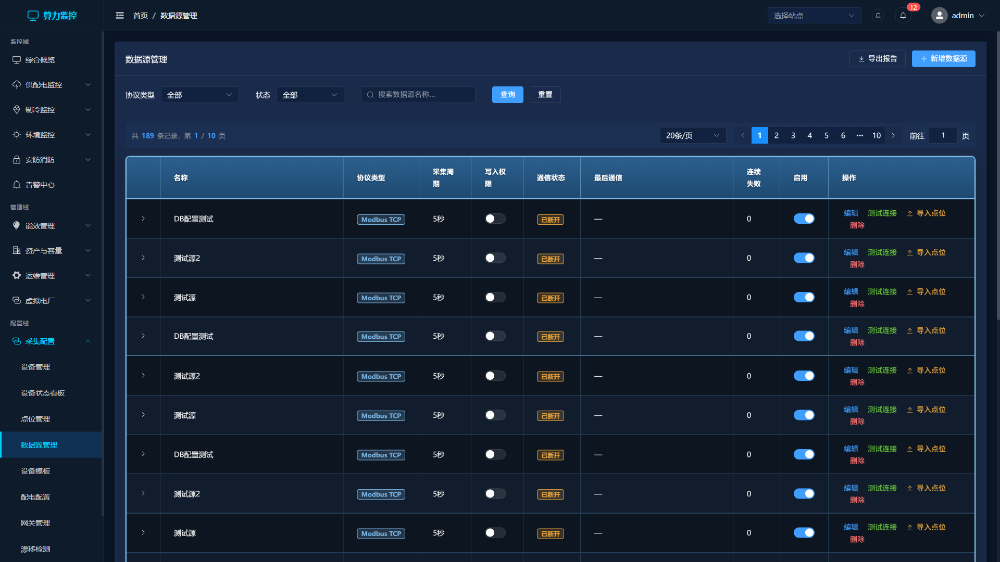 算力监控
首页 / 数据源管理
选择站点
12
admin
监控域
综合概览
供配电监控
制冷监控
环境监控
安防消防
告警中心
管理域
能效管理
资产与容量
运维管理
虚拟电厂
配置域
采集配置
设备管理
设备状态看板
点位管理
数据源管理
设备模板
配电配置
网关管理
漂移检测
数据源管理
导出报告
新增数据源
协议类型 全部 状态 全部 搜索数据源名称... 查询 重置
共 189 条记录, 第 1 / 10 页
20条/页 1 2 3 4 5 6 ••• 10 前往 1 页
名称 协议类型 采集周期 写入权限 通信状态 最后通信 连续失败 启用 操作
DB配置测试 Modbus TCP 5秒 已断开 — 0 编辑 测试连接 导入点位
删除
测试源2 Modbus TCP 5秒 已断开 — 0 编辑 测试连接 导入点位
删除
测试源 Modbus TCP 5秒 已断开 — 0 编辑 测试连接 导入点位
删除
DB配置测试 Modbus TCP 5秒 已断开 — 0 编辑 测试连接 导入点位
删除
测试源2 Modbus TCP 5秒 已断开 — 0 编辑 测试连接 导入点位
删除
测试源 Modbus TCP 5秒 已断开 — 0 编辑 测试连接 导入点位
删除
DB配置测试 Modbus TCP 5秒 已断开 — 0 编辑 测试连接 导入点位
删除
测试源2 Modbus TCP 5秒 已断开 — 0 编辑 测试连接 导入点位
删除
测试源 Modbus TCP 5秒 已断开 — 0 编辑 测试连接 导入点位
删除